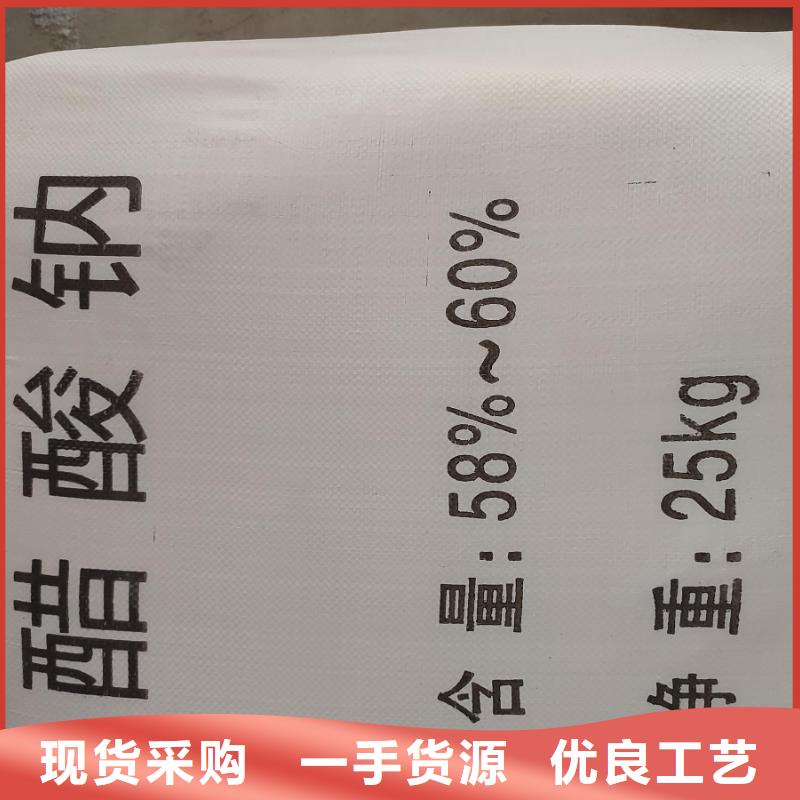 醋酸钠
含量:58%~60%
净重:25kg
现货采购 一手货源 优良工艺